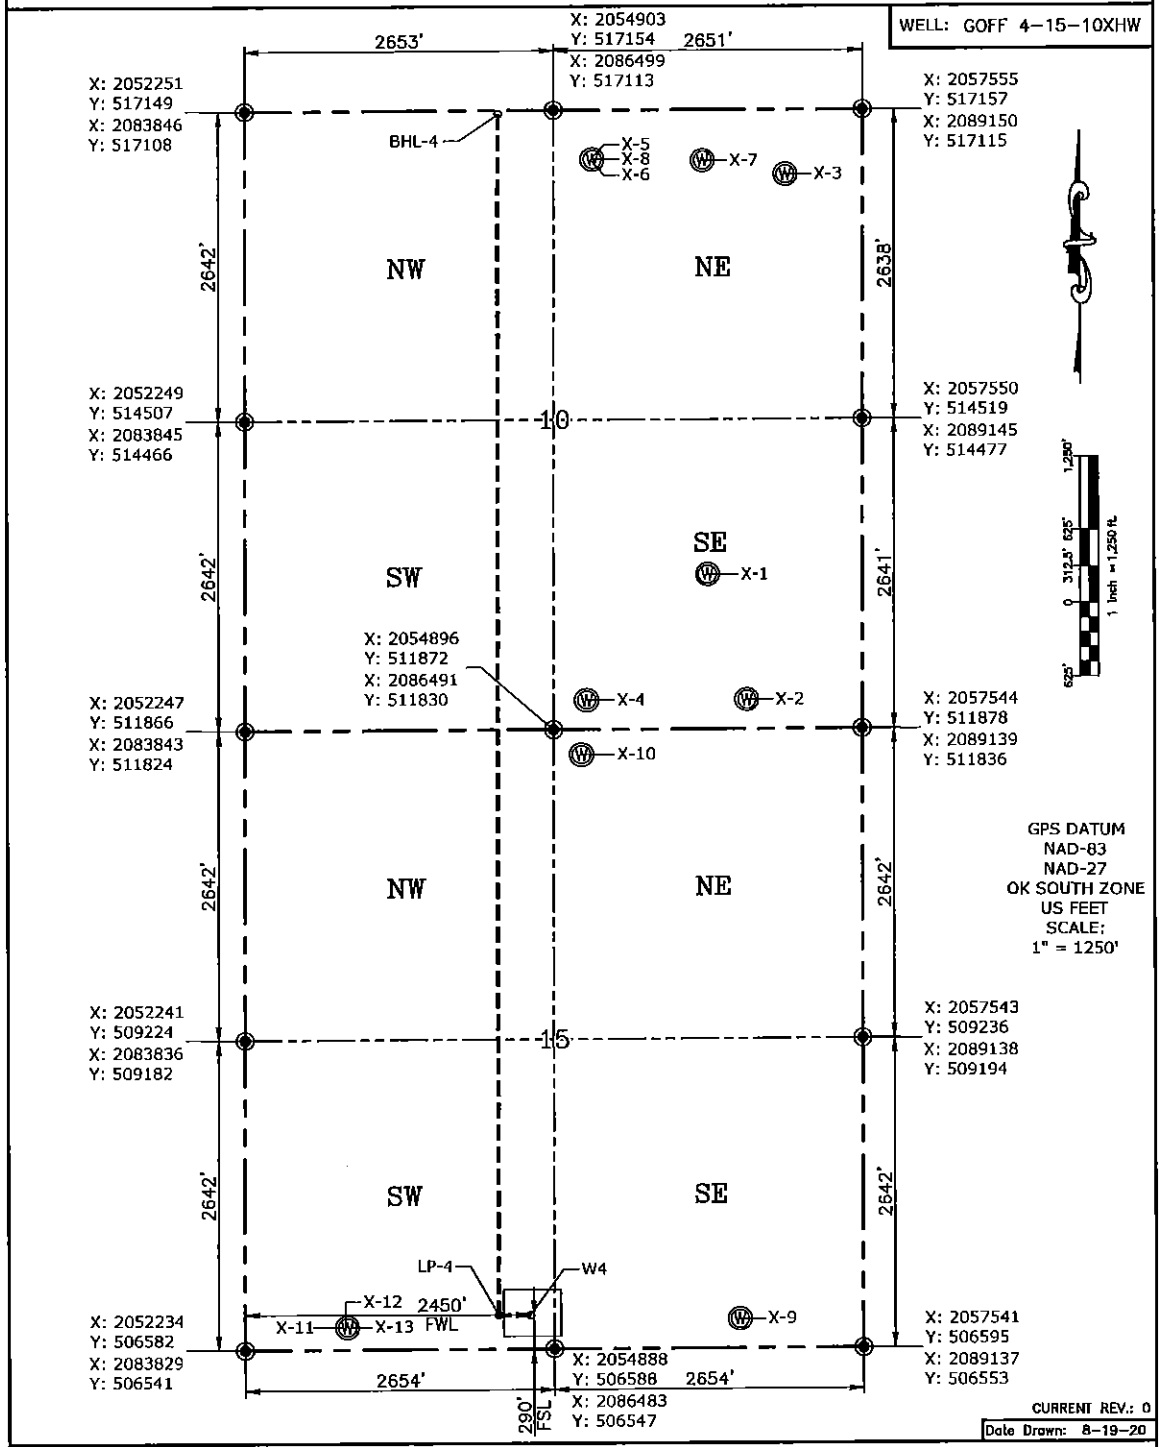 WELL: GOFF 4-15-10XHW
X: 2054903
Y: 517154
X: 2086499
Y: 517113
2653'
2651'
X: 2052251
Y: 517149
X: 2083846
Y: 517108
X: 2057555
Y: 517157
X: 2089150
Y: 517115
BHL-4
X-5
X-8
X-6
X-7
X-3
W
W
W
2642'
NW
NE
2638'
X: 2052249
Y: 514507
X: 2083845
Y: 514466
10
X: 2057550
Y: 514519
X: 2089145
Y: 514477
1,250'
625'
312.5'
0
625'
1 Inch = 1,250 ft.
2642'
SW
SE
W
X-1
2641'
X: 2054896
Y: 511872
X: 2086491
Y: 511830
W
X-4
W
X-2
X: 2052247
Y: 511866
X: 2083843
Y: 511824
X: 2057544
Y: 511878
X: 2089139
Y: 511836
W
X-10
GPS DATUM
NAD-83
NAD-27
OK SOUTH ZONE
US FEET
SCALE:
1" = 1250'
2642'
NW
NE
2642'
X: 2052241
Y: 509224
X: 2083836
Y: 509182
15
X: 2057543
Y: 509236
X: 2089138
Y: 509194
2642'
SW
SE
2642'
LP-4
W4
2450'
FWL
X-12
X-11
W
X-13
W
X-9
X: 2052234
Y: 506582
X: 2083829
Y: 506541
X: 2057541
Y: 506595
X: 2089137
Y: 506553
2654'
290'
FSL
X: 2054888
Y: 506588
X: 2086483
Y: 506547
2654'
CURRENT REV.: 0
Date Drawn: 8-19-20